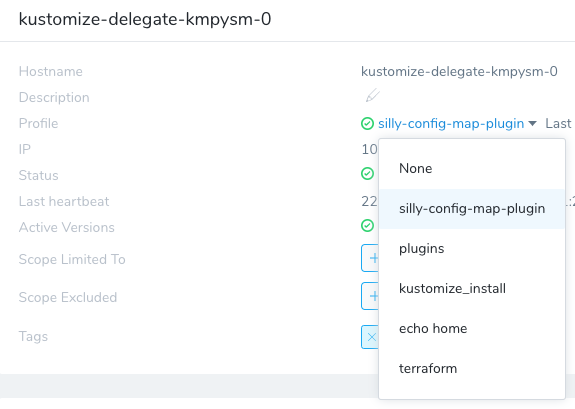 kustomize-delegate-kmpysm-0
Hostname kustomize-delegate-kmpysm-0
Description
Profile silly-config-map-plugin Last
IP 10
None
Status
Last heartbeat 22
silly-config-map-plugin
Active Versions
plugins
Scope Limited To
Scope Excluded
kustomize_install
Tags
echo home
terraform